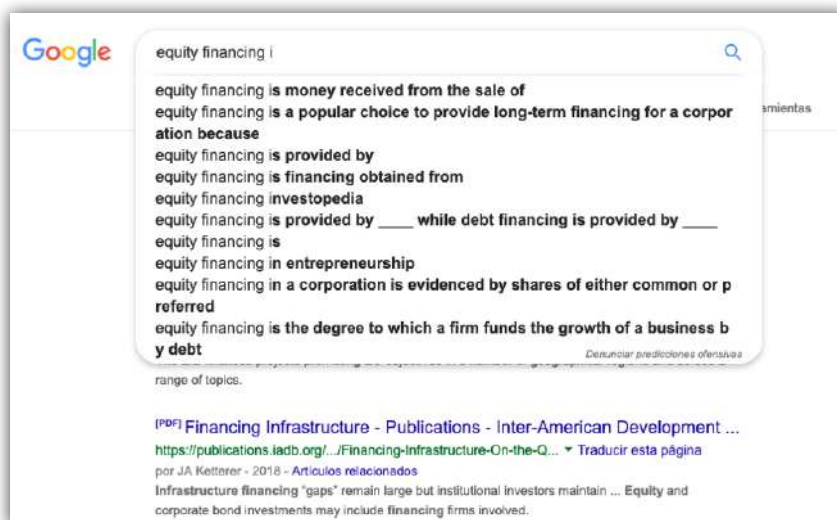 Google
equity financing i
equity financing is money received from the sale of
equity financing is a popular choice to provide long-term financing for a corpor
ation because
equity financing is provided by
equity financing is financing obtained from
equity financing investopedia
equity financing is provided by ____ while debt financing is provided by ____
equity financing is
equity financing in entrepreneurship
equity financing in a corporation is evidenced by shares of either common or p
referred
equity financing is the degree to which a firm funds the growth of a business b
y debt
Denunciar predicciones ofensivas
amientas
range of topics.
[PDF] Financing Infrastructure - Publications - Inter-American Development ...
https://publications.iadb.org/.../Financing-Infrastructure-On-the-Q... ▾ Traducir esta página
por JA Ketterer - 2018 - Artículos relacionados
Infrastructure financing "gaps" remain large but institutional investors maintain ... Equity and
corporate bond investments may include financing firms involved.